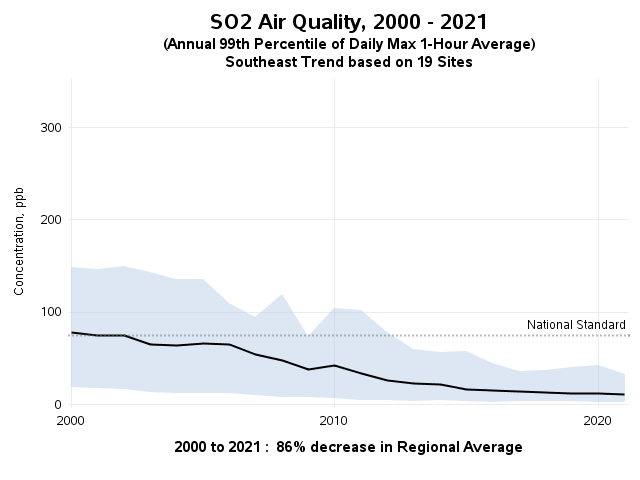 SO2 Air Quality, 2000 - 2021
(Annual 99th Percentile of Daily Max 1-Hour Average)
Southeast Trend based on 19 Sites
Concentration, ppb
300
200
100
0
National Standard
2000
2010
2020
2000 to 2021 : 86% decrease in Regional Average